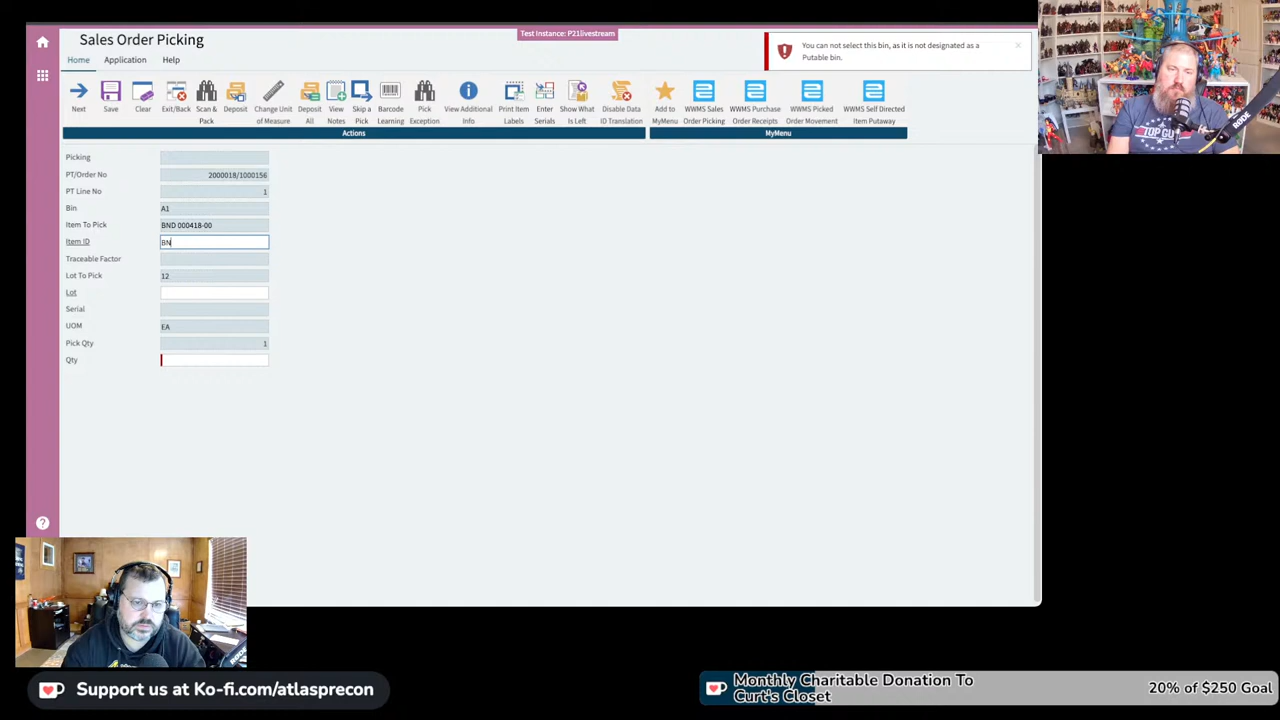 Sales Order Picking
Test Instance: P21livestream
You can not select this bin, as it is not designated as a
Putable bin.
Home
Application
Help
Next
Save
Clear
Exit/Back
Scan &
Pack
Deposit
Change Unit
of Measure
Deposit
All
View
Notes
Skip a
Pick
Barcode
Learning
Pick
Exception
View Additional
Info
Print Item
Labels
Enter
Serials
Show What
Is Left
Disable Data
ID Translation
Add to
MyMenu
WWMS Sales
Order Picking
WWMS Purchase
Order Receipts
WWMS Picked
Order Movement
WWMS Self Directed
Item Putaway
Actions
MyMenu
Picking
PT/Order No 2000018/1000156
PT Line No 1
Bin A1
Item To Pick BND 000418-00
Item ID BN
Traceable Factor
Lot To Pick 12
Lot
Serial
UOM EA
Pick Qty 1
Qty
TOP GU
RODE
Support us at Ko-fi.com/atlasprecon
Monthly Charitable Donation To
Curt's Closet
20% of $250 Goal